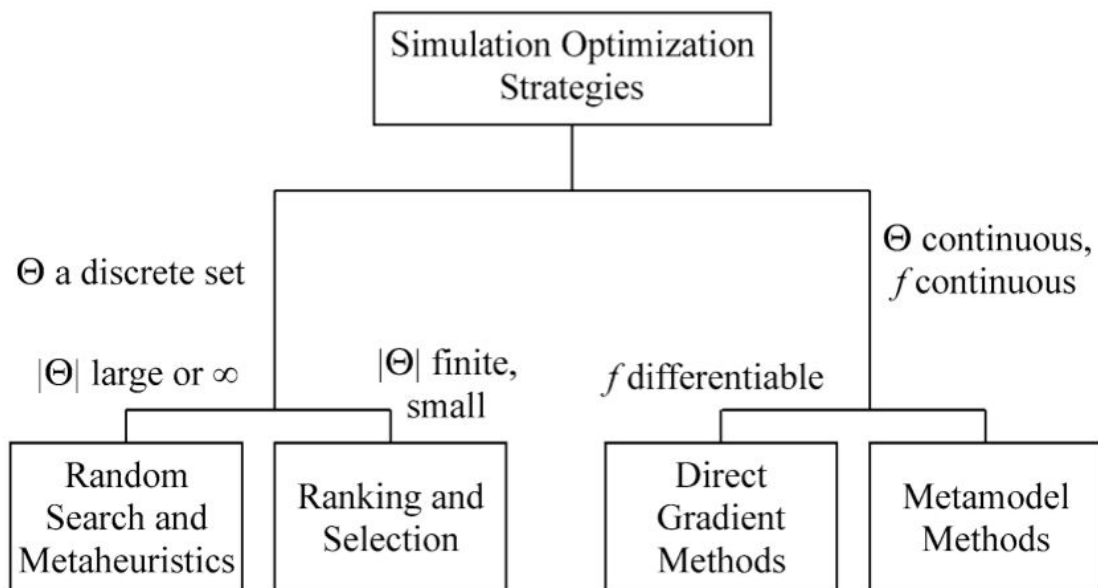 Simulation Optimization
Strategies
Θ continuous,
f continuous
Θ a discrete set
|Θ| large or ∞
|Θ| finite,
small
f differentiable
Random
Search and
Metaheuristics
Ranking and
Selection
Direct
Gradient
Methods
Metamodel
Methods